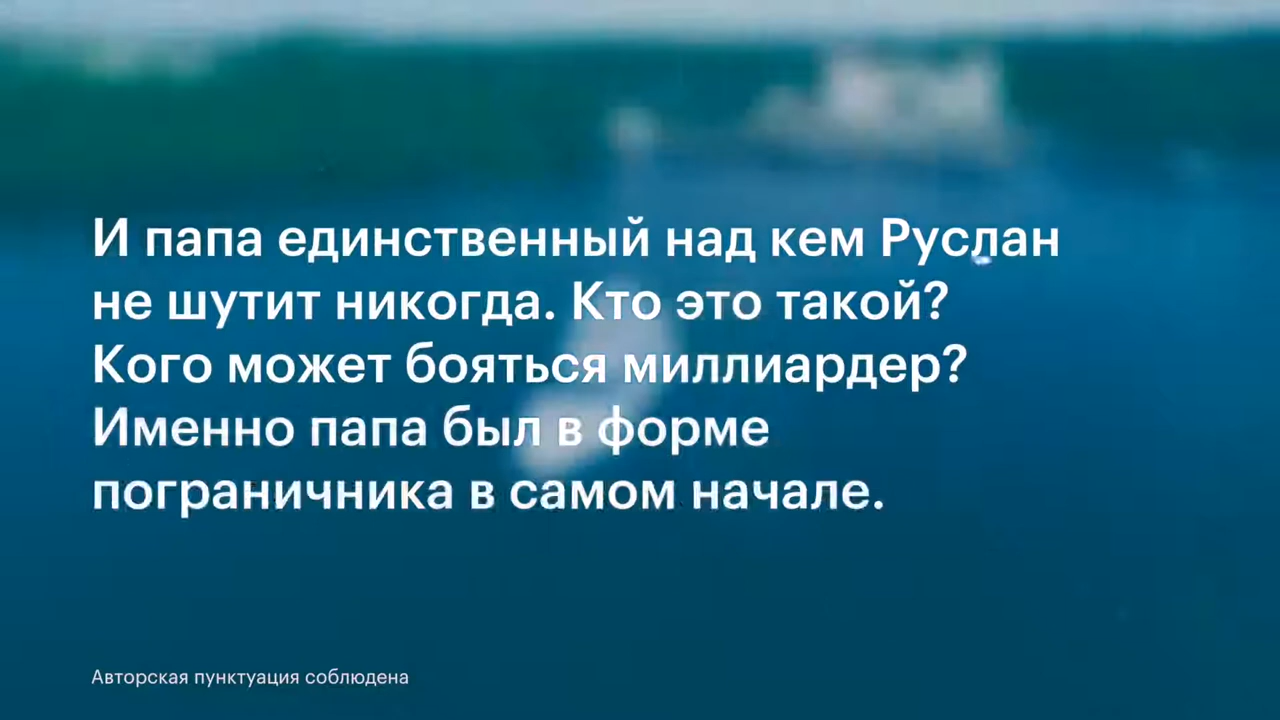 И папа единственный над кем Руслан
не шутит никогда. Кто это такой?
Кого может бояться миллиардер?
Именно папа был в форме
пограничника в самом начале.
Авторская пунктуация соблюдена